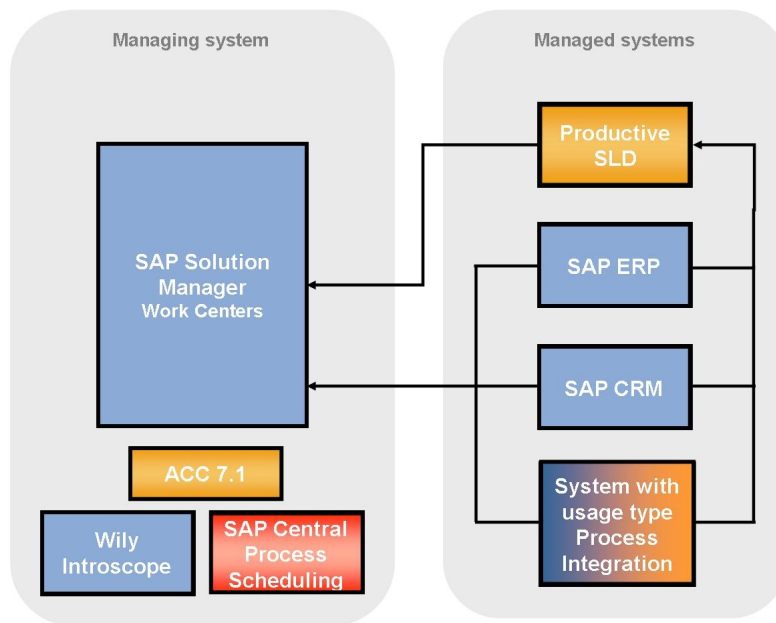 Managing system
SAP Solution
Manager
Work Centers
ACC 7.1
Wily
Introscope
SAP Central
Process
Scheduling
Managed systems
Productive
SLD
SAP ERP
SAP CRM
System with
usage type
Process
Integration